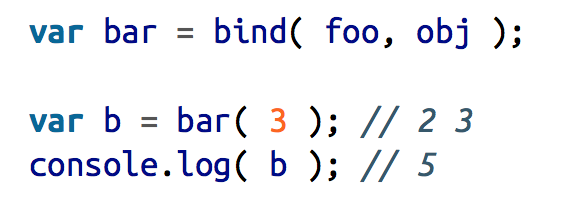 var bar = bind( foo, obj );
var b = bar( 3 ); // 2 3
console.log( b ); // 5